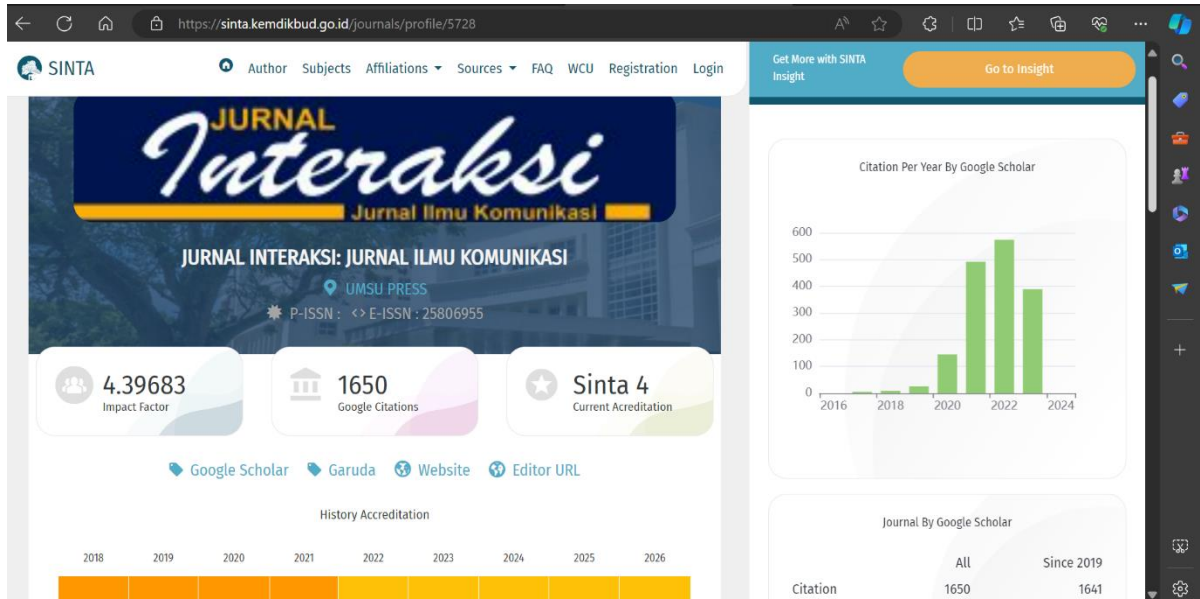 https://sinta.kemdikbud.go.id/journals/profile/5728
SINTA
Author Subjects Affiliations Sources FAQ WCU Registration Login
Get More with SINTA
Insight
Go to Insight
JURNAL
Interaksi
Jurnal Ilmu Komunikasi
JURNAL INTERAKSI: JURNAL ILMU KOMUNIKASI
UMSU PRESS
P-ISSN : <> E-ISSN : 25806955
4.39683
Impact Factor
1650
Google Citations
Sinta 4
Current Acreditation
Google Scholar Garuda Website Editor URL
History Accreditation
2018 2019 2020 2021 2022 2023 2024 2025 2026
Citation Per Year By Google Scholar
600
500
400
300
200
100
0
2016 2018 2020 2022 2024
Journal By Google Scholar
All Since 2019
Citation 1650 1641